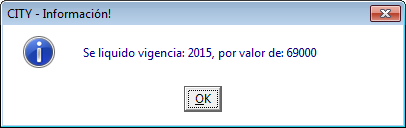 CITY - Información!
Se liquido vigencia: 2015, por valor de: 69000
OK